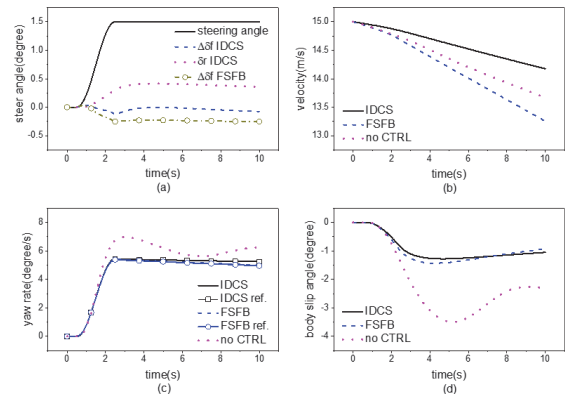 steer angle(degree)
1.5
1.0
0.5
0.0
-0.5
steering angle
Δδf IDCS
δr IDCS
Δδf FSFB
0 2 4 6 8 10
time(s)
(a)
velocity(m/s)
15.0
14.5
14.0
13.5
13.0
IDCS
FSFB
no CTRL
0 2 4 6 8 10
time(s)
(b)
yaw rate(degree/s)
8
6
4
2
0
IDCS
IDCS ref.
FSFB
FSFB ref.
no CTRL
0 2 4 6 8 10
time(s)
(c)
body slip angle(degree)
0
-1
-2
-3
-4
-5
IDCS
FSFB
no CTRL
0 2 4 6 8 10
time(s)
(d)